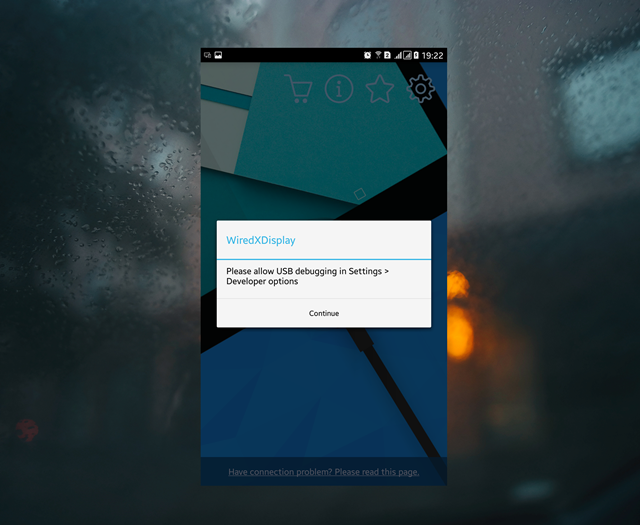 19:22
WiredXDisplay
Please allow USB debugging in Settings >
Developer options
Continue
Have connection problem? Please read this page.